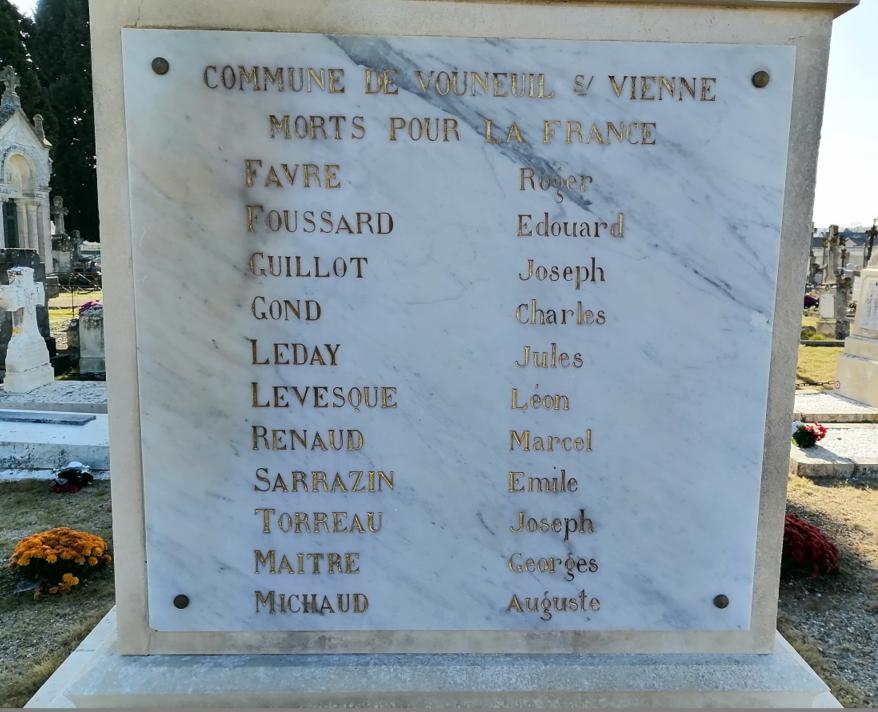 COMMUNE DE VOUNEUIL S/ VIENNE
MORTS POUR LA FRANCE
FAVRE Roger
FOUSSARD Edouard
GUILLOT Joseph
GOND Charles
LEDAY Jules
LEVESQUE Léon
RENAUD Marcel
SARRAZIN Emile
TORREAU Joseph
MAITRE Georges
MICHAUD Auguste